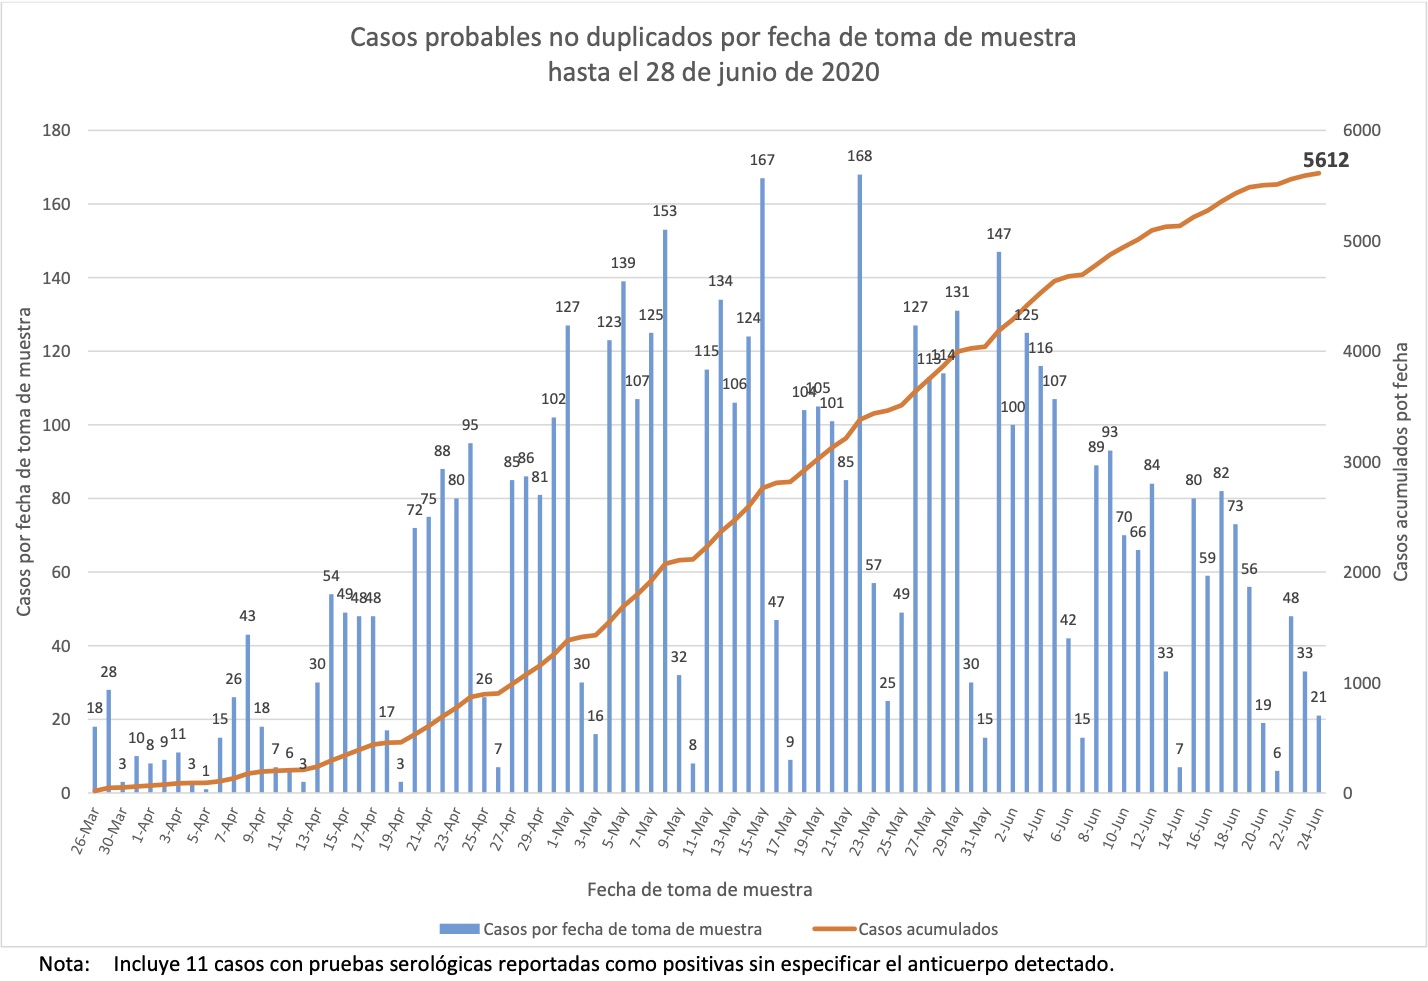 Casos probables no duplicados por fecha de toma de muestra
hasta el 28 de junio de 2020
180
160
140
120
100
80
60
40
20
0
6000
5000
4000
3000
2000
1000
0
Casos por fecha de toma de muestra
Casos acumulados pot fecha
18
28
3
10
8
9
11
3
1
15
26
43
18
7
6
3
30
54
49
48
48
17
3
72
75
88
80
95
26
7
85
86
81
102
127
30
16
123
139
107
125
153
32
8
115
134
106
124
167
47
9
104
105
101
85
168
57
25
49
127
113
114
131
30
15
147
100
125
116
107
42
15
89
93
70
66
84
33
7
80
59
82
73
56
19
6
48
33
21
5612
26-Mar
30-Mar
1-Apr
3-Apr
5-Apr
7-Apr
9-Apr
11-Apr
13-Apr
15-Apr
17-Apr
19-Apr
21-Apr
23-Apr
25-Apr
27-Apr
29-Apr
1-May
3-May
5-May
7-May
9-May
11-May
13-May
15-May
17-May
19-May
21-May
23-May
25-May
27-May
29-May
31-May
2-Jun
4-Jun
6-Jun
8-Jun
10-Jun
12-Jun
14-Jun
16-Jun
18-Jun
20-Jun
22-Jun
24-Jun
Fecha de toma de muestra
Casos por fecha de toma de muestra
Casos acumulados
Nota: Incluye 11 casos con pruebas serológicas reportadas como positivas sin especificar el anticuerpo detectado.